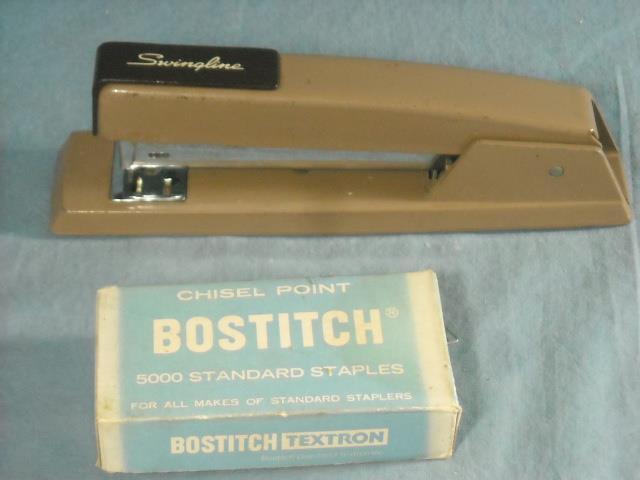 Swingline
CHISEL POINT
BOSTITCH®
5000 STANDARD STAPLES
FOR ALL MAKES OF STANDARD STAPLERS
BOSTITCH TEXTRON